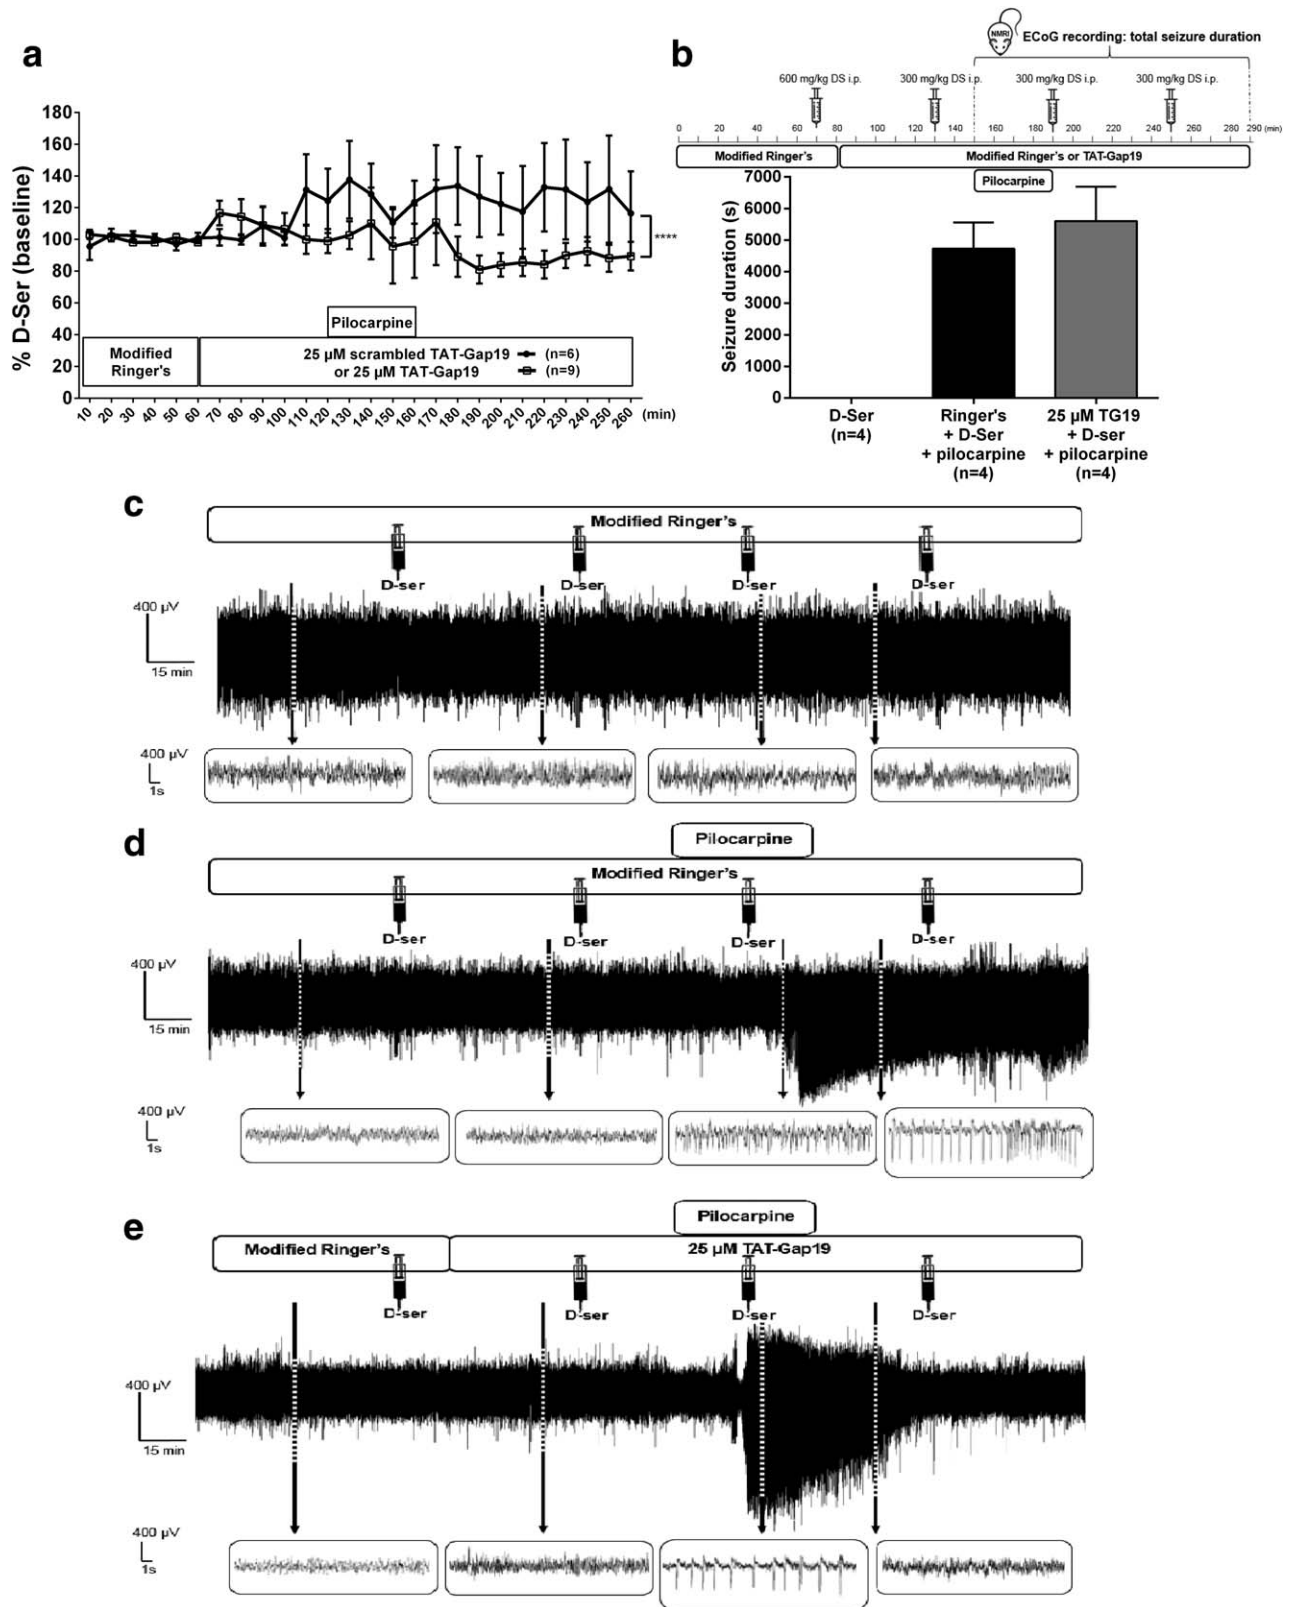 a
% D-Ser (baseline)
180
160
140
120
100
80
60
40
20
0
Pilocarpine
Modified
Ringer's
25 µM scrambled TAT-Gap19 (n=6)
or 25 µM TAT-Gap19 (n=9)
****
10 20 30 40 50 60 70 80 90 100 110 120 130 140 150 160 170 180 190 200 210 220 230 240 250 260 (min)
b
NMRI
ECoG recording: total seizure duration
600 mg/kg DS i.p. 300 mg/kg DS i.p. 300 mg/kg DS i.p. 300 mg/kg DS i.p.
0 20 40 60 80 100 120 140 160 180 200 220 240 260 280 290 (min)
Modified Ringer's Modified Ringer's or TAT-Gap19
Pilocarpine
Seizure duration (s)
7000
6000
5000
4000
3000
2000
1000
0
D-Ser
(n=4)
Ringer's
+ D-Ser
+ pilocarpine
(n=4)
25 µM TG19
+ D-ser
+ pilocarpine
(n=4)
c
Modified Ringer's
D-ser D-ser D-ser D-ser
400 µV
15 min
400 µV
1s
d
Pilocarpine
Modified Ringer's
D-ser D-ser D-ser D-ser
400 µV
15 min
400 µV
1s
e
Pilocarpine
Modified Ringer's 25 µM TAT-Gap19
D-ser D-ser D-ser D-ser
400 µV
15 min
400 µV
1s